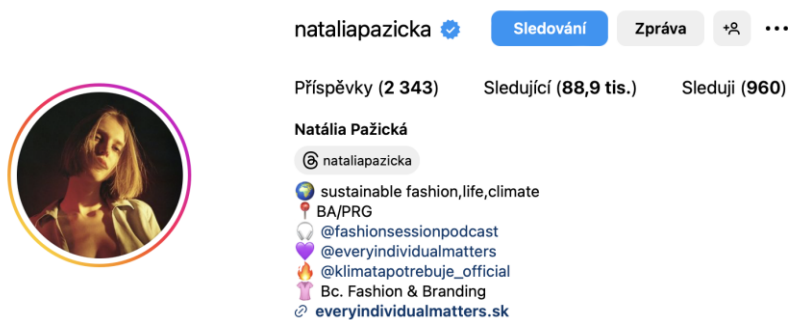 nataliapazicka
Sledování
Zpráva
Příspěvky (2 343)
Sledující (88,9 tis.)
Sleduji (960)
Natália Pažická
nataliapazicka
sustainable fashion,life,climate
BA/PRG
@fashionsessionpodcast
@everyindividualmatters
@klimatapotrebuje_official
Bc. Fashion & Branding
everyindividualmatters.sk